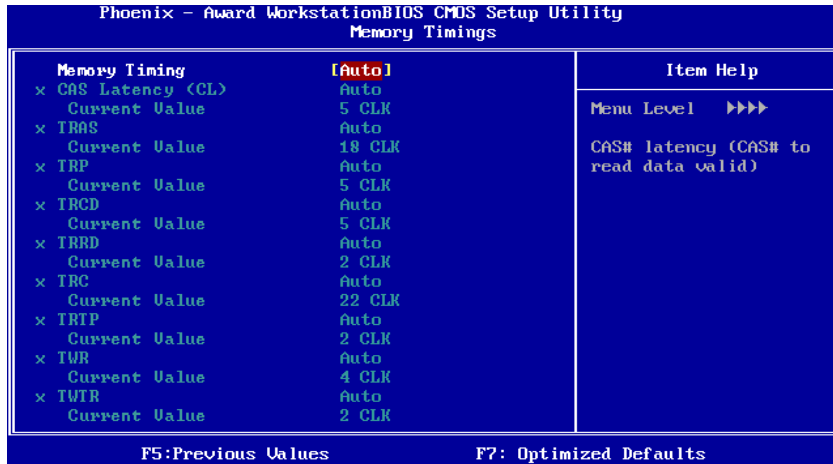 Phoenix - Award WorkstationBIOS CMOS Setup Utility
Memory Timings
Memory Timing [Auto]
x CAS Latency (CL) Auto
Current Value 5 CLK
x TRAS Auto
Current Value 18 CLK
x TRP Auto
Current Value 5 CLK
x TRCD Auto
Current Value 5 CLK
x TRRD Auto
Current Value 2 CLK
x TRC Auto
Current Value 22 CLK
x TRTP Auto
Current Value 2 CLK
x TWR Auto
Current Value 4 CLK
x TWTR Auto
Current Value 2 CLK
Item Help
Menu Level ►►►►
CAS# latency (CAS# to
read data valid)
F5:Previous Values F7: Optimized Defaults